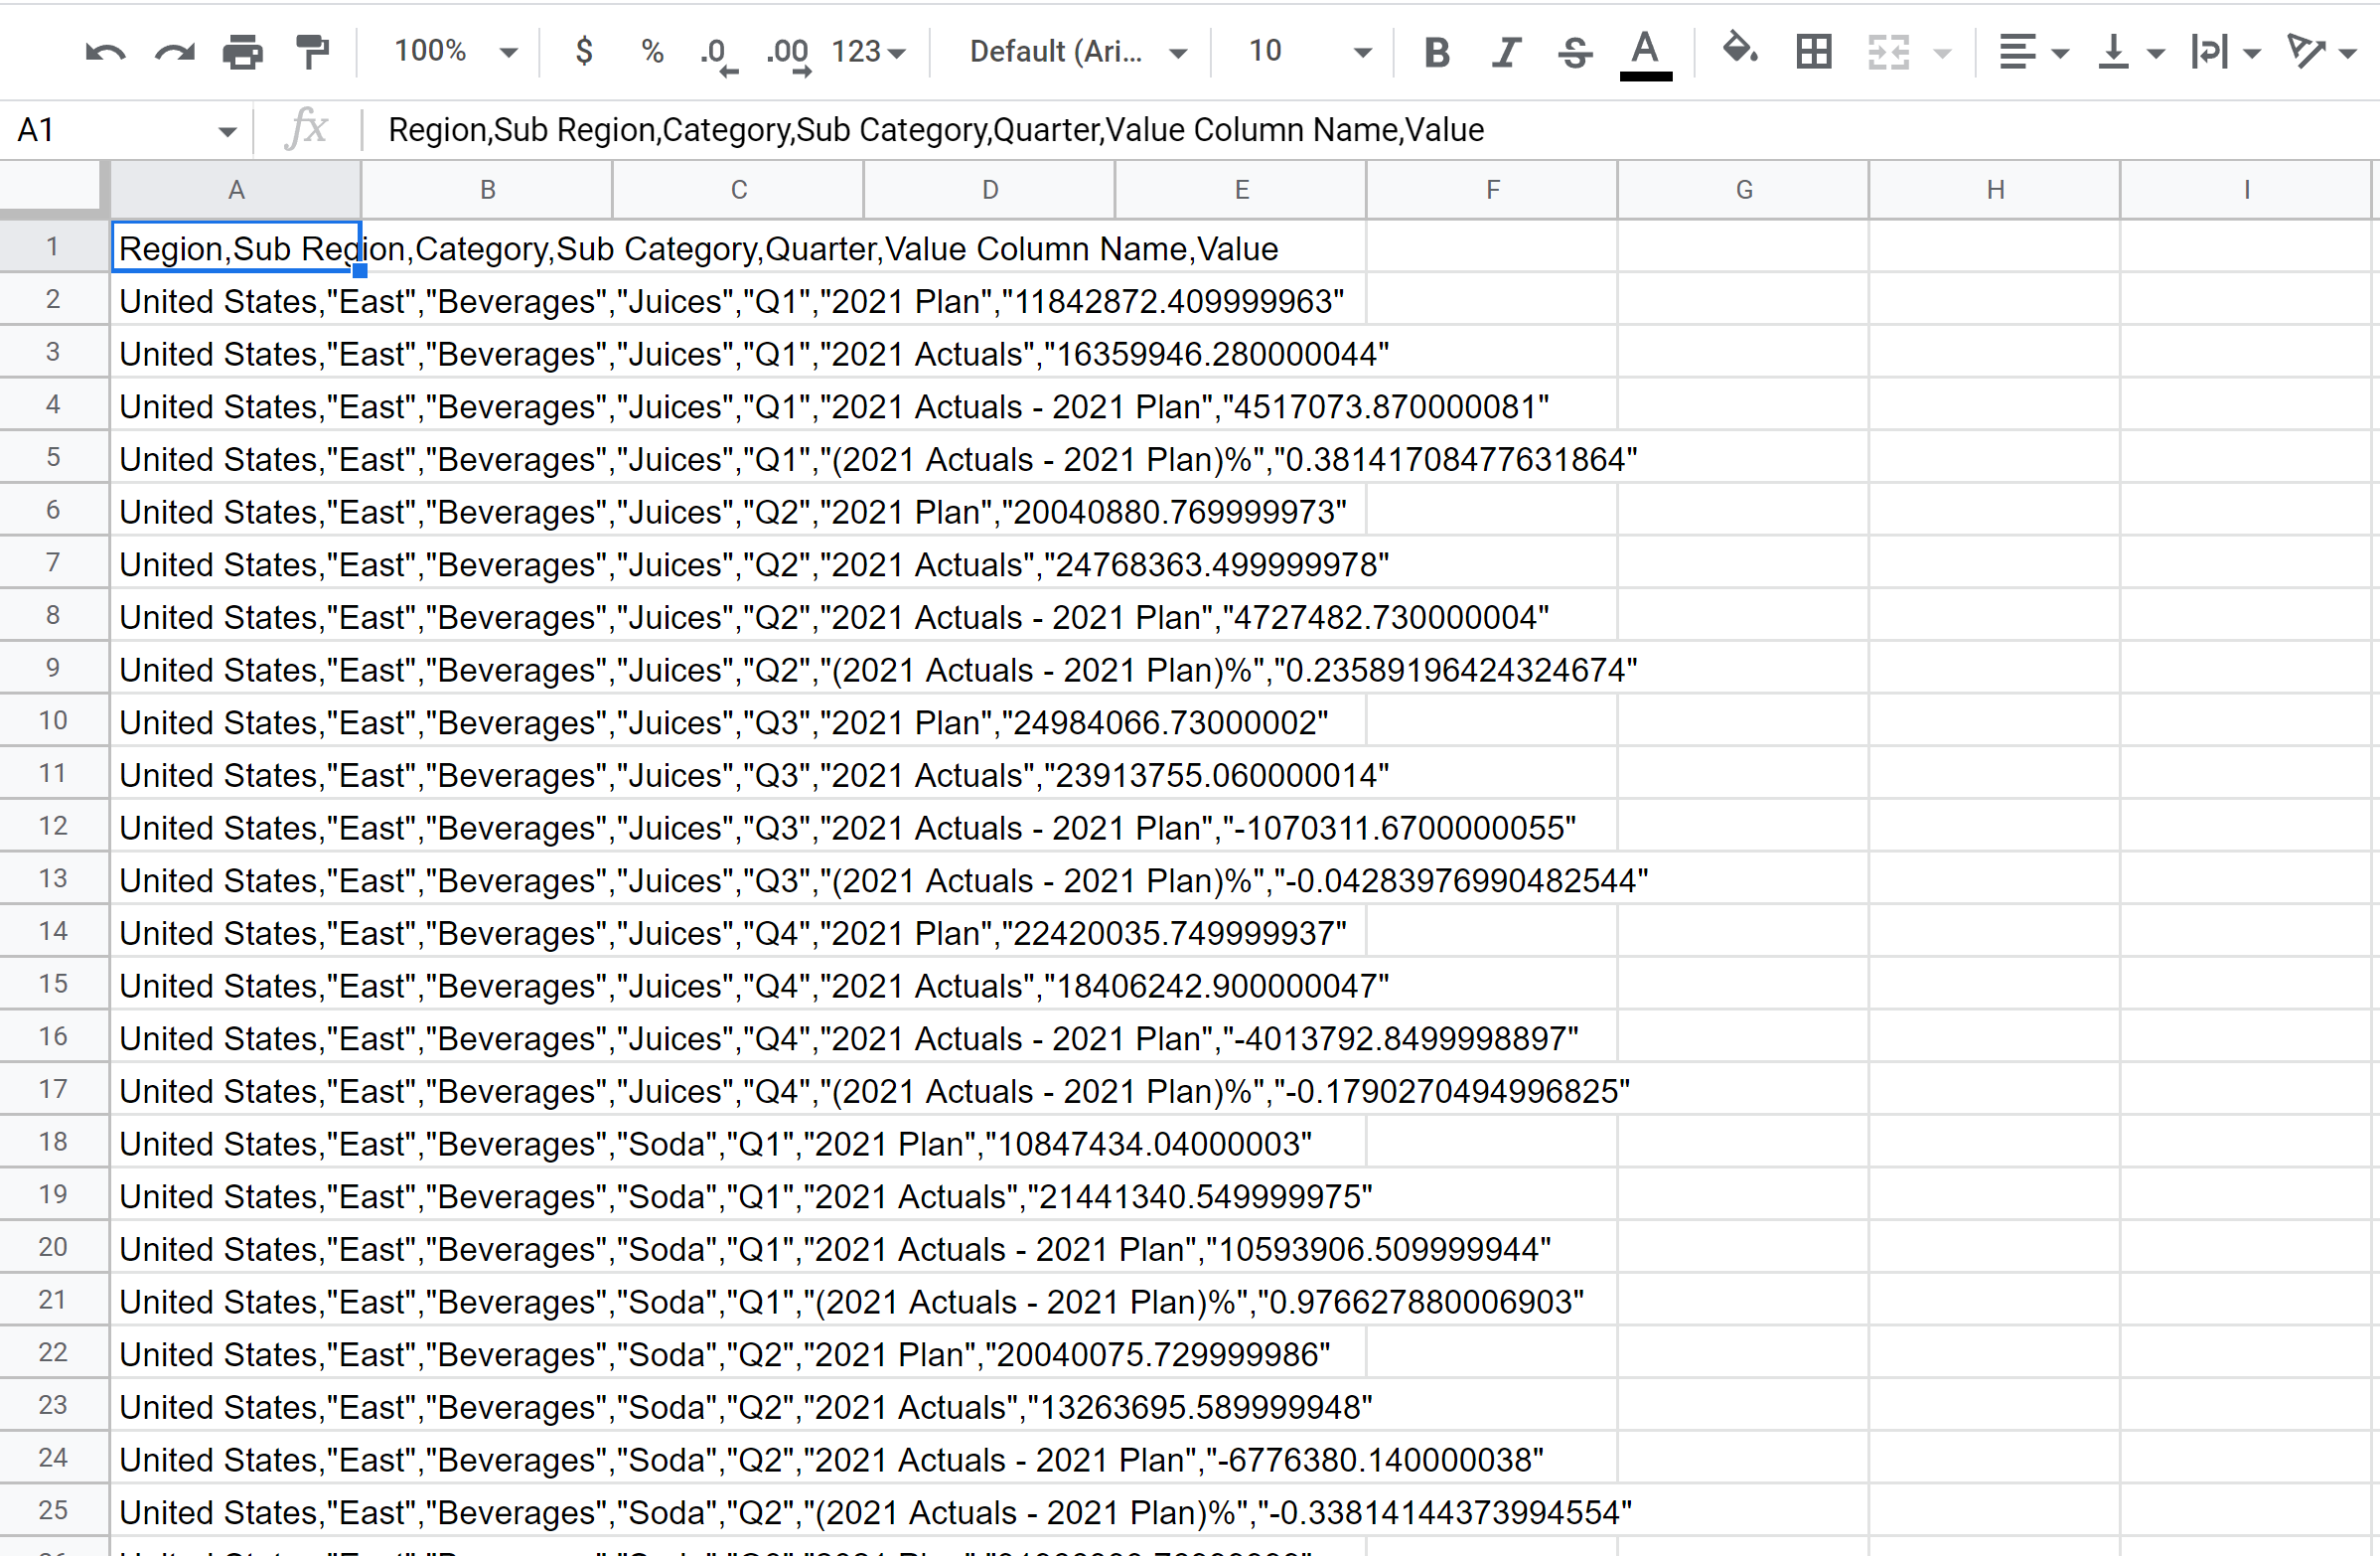 100% $ % .0 .00 123 Default (Ari... 10 B I S A
A1 fx Region,Sub Region,Category,Sub Category,Quarter,Value Column Name,Value
A B C D E F G H I
1 Region,Sub Region,Category,Sub Category,Quarter,Value Column Name,Value
2 United States,"East","Beverages","Juices","Q1","2021 Plan","11842872.409999963"
3 United States,"East","Beverages","Juices","Q1","2021 Actuals","16359946.280000044"
4 United States,"East","Beverages","Juices","Q1","2021 Actuals - 2021 Plan","4517073.870000081"
5 United States,"East","Beverages","Juices","Q1","(2021 Actuals - 2021 Plan)%","0.38141708477631864"
6 United States,"East","Beverages","Juices","Q2","2021 Plan","20040880.769999973"
7 United States,"East","Beverages","Juices","Q2","2021 Actuals","24768363.499999978"
8 United States,"East","Beverages","Juices","Q2","2021 Actuals - 2021 Plan","4727482.730000004"
9 United States,"East","Beverages","Juices","Q2","(2021 Actuals - 2021 Plan)%","0.23589196424324674"
10 United States,"East","Beverages","Juices","Q3","2021 Plan","24984066.73000002"
11 United States,"East","Beverages","Juices","Q3","2021 Actuals","23913755.060000014"
12 United States,"East","Beverages","Juices","Q3","2021 Actuals - 2021 Plan","-1070311.6700000055"
13 United States,"East","Beverages","Juices","Q3","(2021 Actuals - 2021 Plan)%","-0.04283976990482544"
14 United States,"East","Beverages","Juices","Q4","2021 Plan","22420035.749999937"
15 United States,"East","Beverages","Juices","Q4","2021 Actuals","18406242.900000047"
16 United States,"East","Beverages","Juices","Q4","2021 Actuals - 2021 Plan","-4013792.8499998897"
17 United States,"East","Beverages","Juices","Q4","(2021 Actuals - 2021 Plan)%","-0.1790270494996825"
18 United States,"East","Beverages","Soda","Q1","2021 Plan","10847434.04000003"
19 United States,"East","Beverages","Soda","Q1","2021 Actuals","21441340.549999975"
20 United States,"East","Beverages","Soda","Q1","2021 Actuals - 2021 Plan","10593906.509999944"
21 United States,"East","Beverages","Soda","Q1","(2021 Actuals - 2021 Plan)%","0.976627880006903"
22 United States,"East","Beverages","Soda","Q2","2021 Plan","20040075.729999986"
23 United States,"East","Beverages","Soda","Q2","2021 Actuals","13263695.589999948"
24 United States,"East","Beverages","Soda","Q2","2021 Actuals - 2021 Plan","-6776380.140000038"
25 United States,"East","Beverages","Soda","Q2","(2021 Actuals - 2021 Plan)%","-0.33814144373994554"